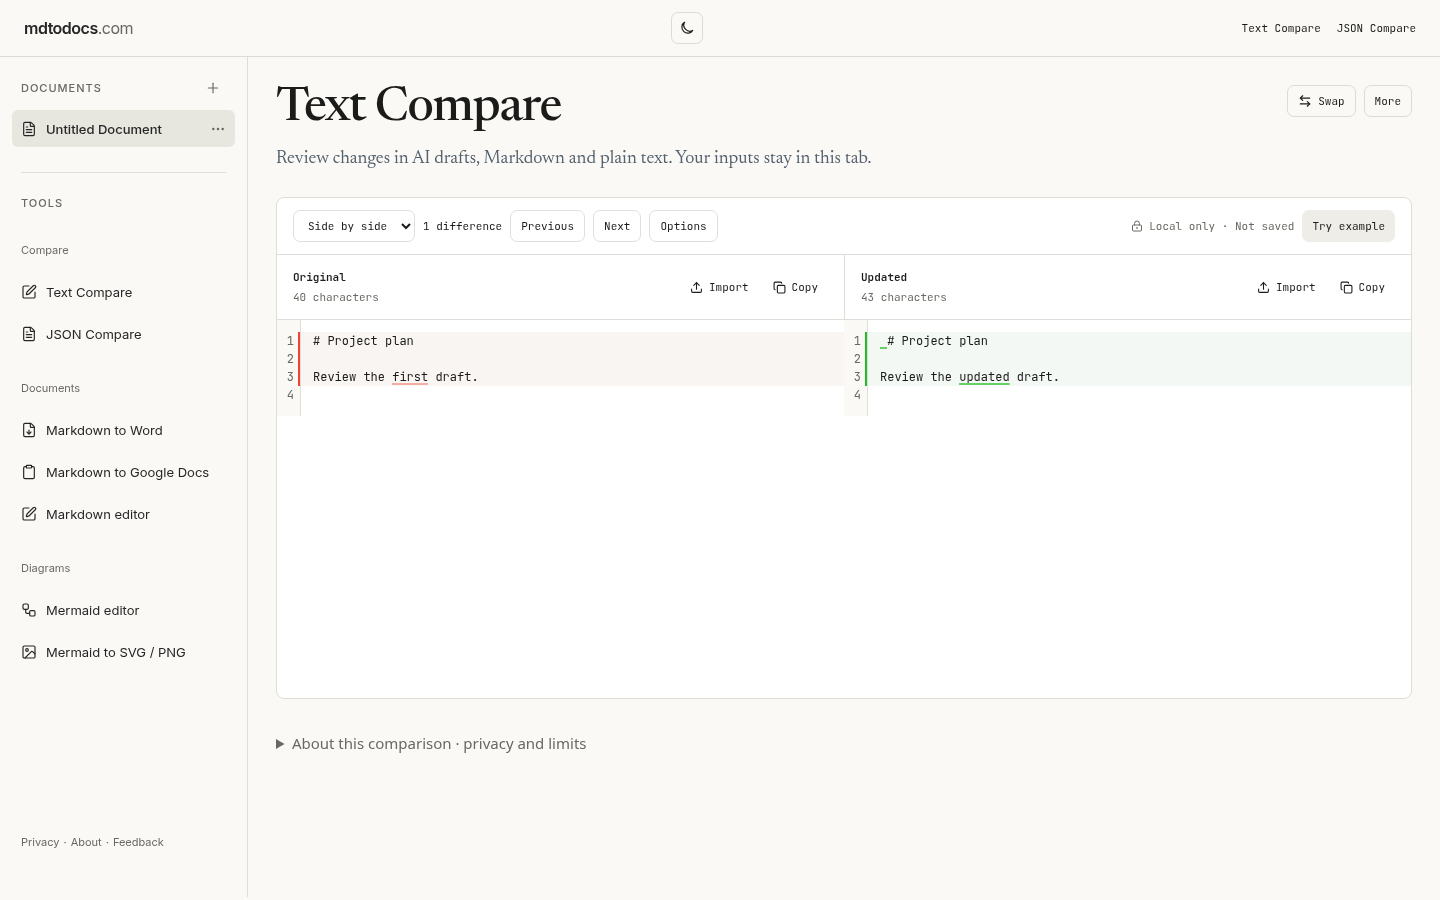 mdtodocs.com
Text Compare
JSON Compare
DOCUMENTS
Untitled Document
TOOLS
Compare
Text Compare
JSON Compare
Documents
Markdown to Word
Markdown to Google Docs
Markdown editor
Diagrams
Mermaid editor
Mermaid to SVG / PNG
Privacy · About · Feedback
Text Compare
Swap
More
Review changes in AI drafts, Markdown and plain text. Your inputs stay in this tab.
Side by side
1 difference
Previous
Next
Options
Local only · Not saved
Try example
Original
40 characters
Import
Copy
1 # Project plan
2
3 Review the first draft.
4
Updated
43 characters
Import
Copy
1  # Project plan
2
3 Review the updated draft.
4
About this comparison · privacy and limits